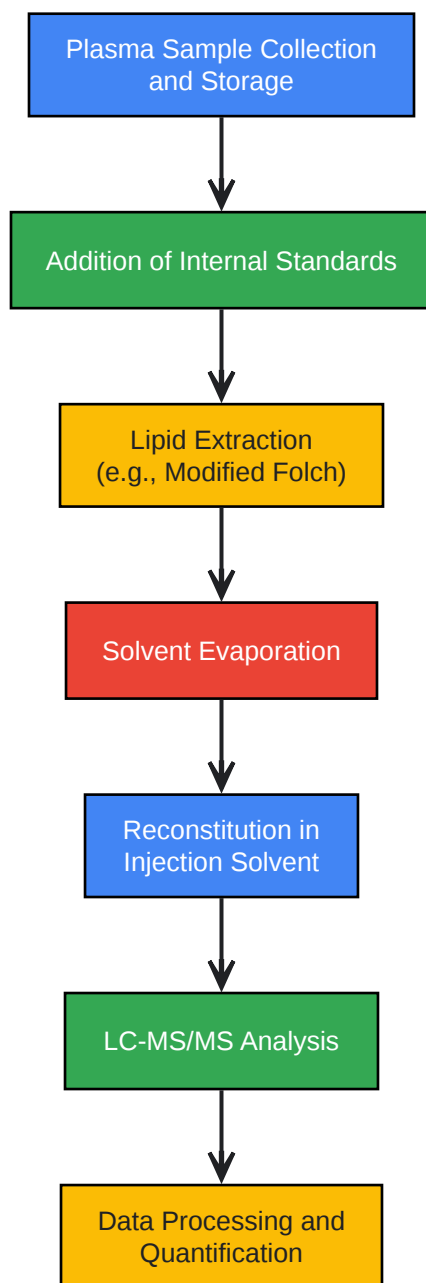 Plasma Sample Collection
and Storage
Addition of Internal Standards
Lipid Extraction
(e.g., Modified Folch)
Solvent Evaporation
Reconstitution in
Injection Solvent
LC-MS/MS Analysis
Data Processing and
Quantification